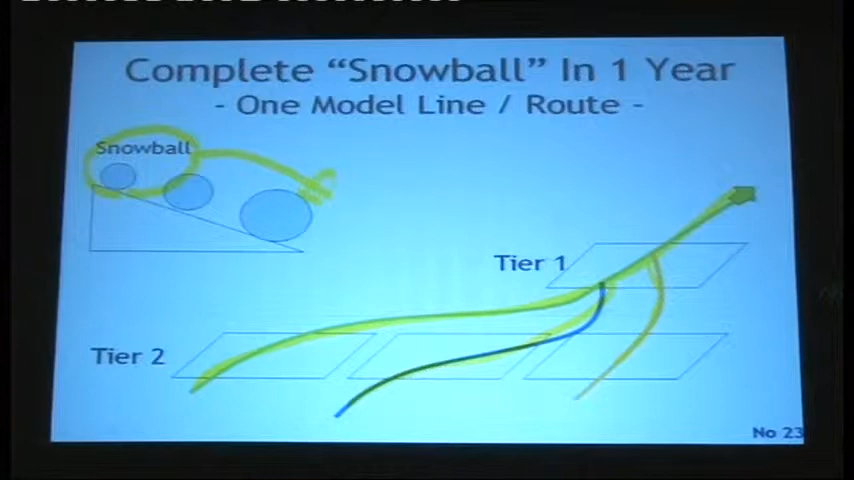 Complete “Snowball” In 1 Year
- One Model Line / Route -
Snowball
Tier 1
Tier 2
No 23